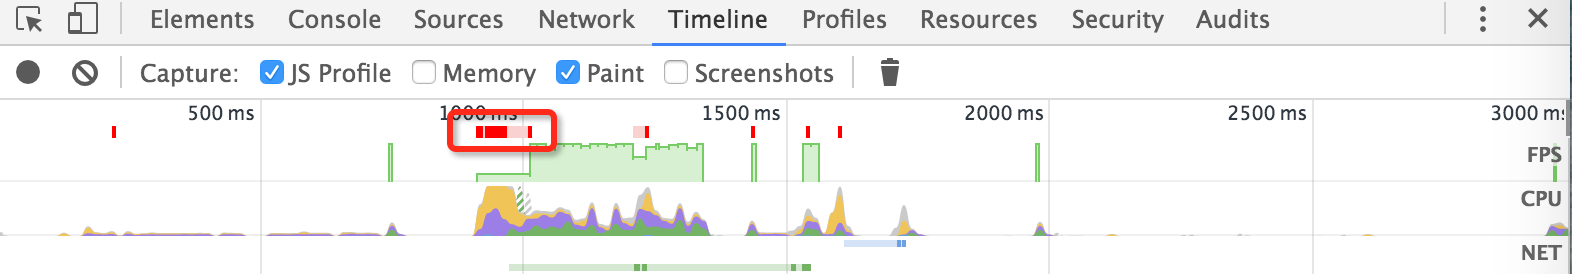 Elements Console Sources Network Timeline Profiles Resources Security Audits
Capture: JS Profile Memory Paint Screenshots
500 ms 1000 ms 1500 ms 2000 ms 2500 ms 3000 m
FPS
CPU
NET